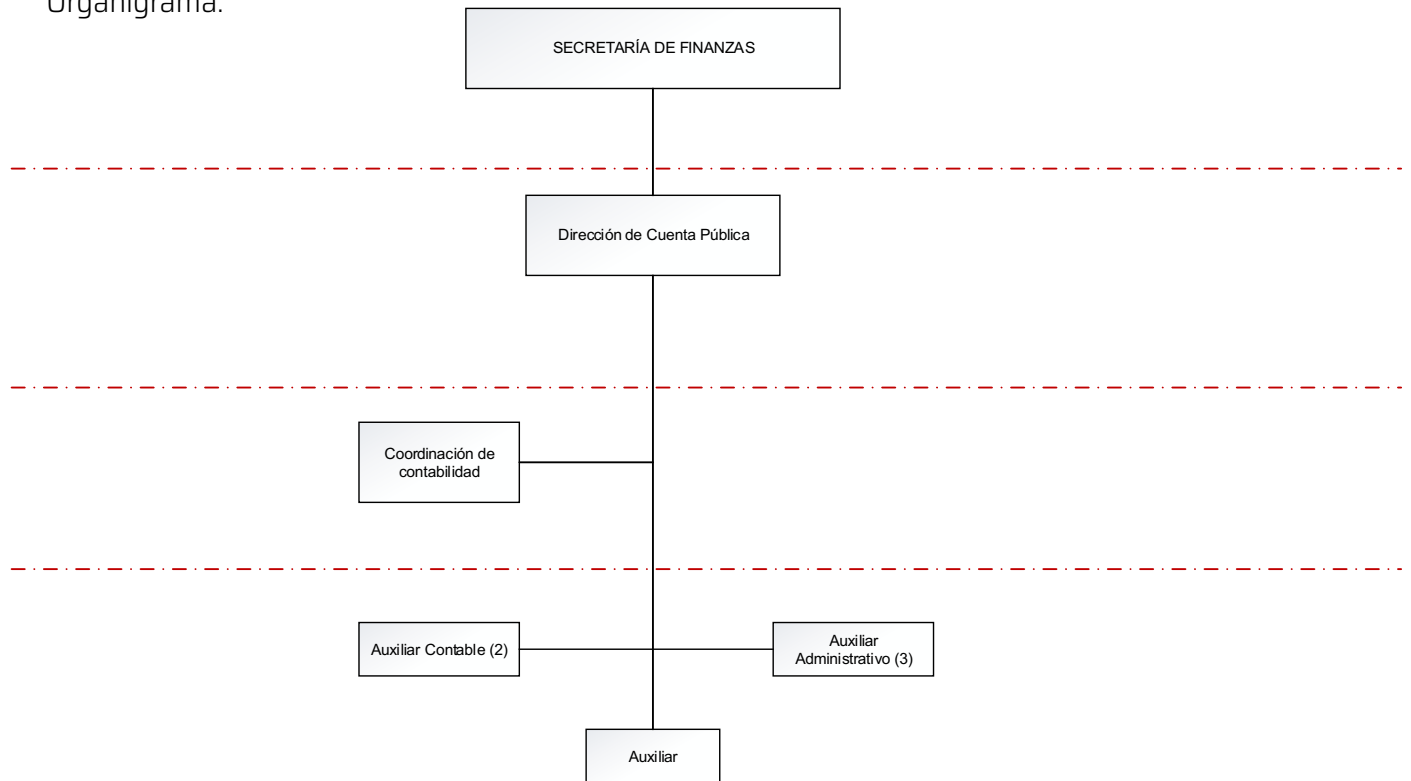 Organigrama.
SECRETARÍA DE FINANZAS
Dirección de Cuenta Pública
Coordinación de
contabilidad
Auxiliar Contable (2)
Auxiliar
Administrativo (3)
Auxiliar